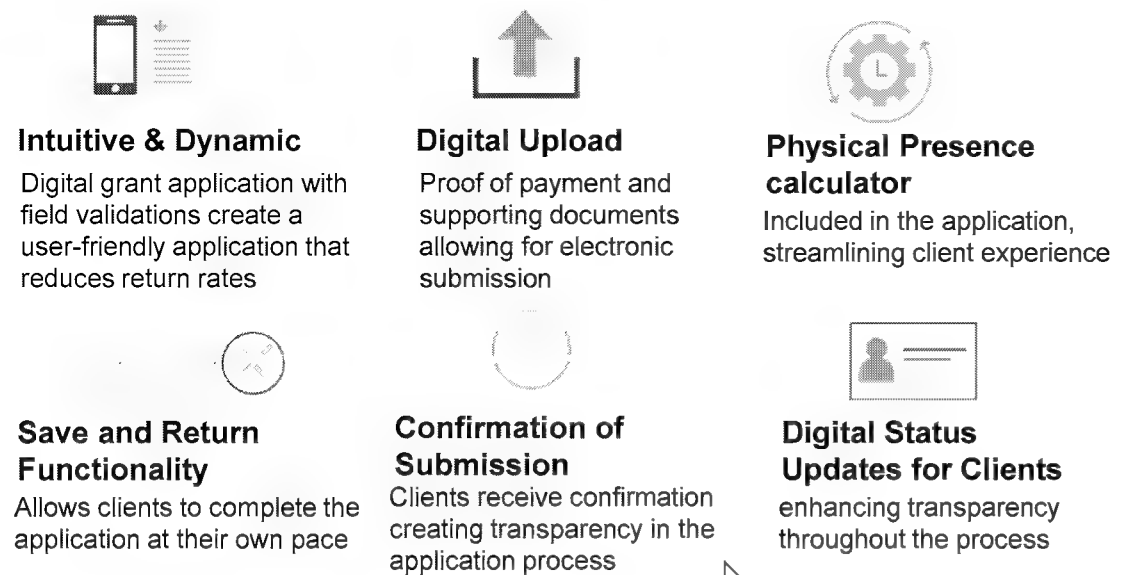 Intuitive & Dynamic
Digital grant application with
field validations create a
user-friendly application that
reduces return rates
Digital Upload
Proof of payment and
supporting documents
allowing for electronic
submission
Physical Presence
calculator
Included in the application,
streamlining client experience
Save and Return
Functionality
Allows clients to complete the
application at their own pace
Confirmation of
Submission
Clients receive confirmation
creating transparency in the
application process
Digital Status
Updates for Clients
enhancing transparency
throughout the process